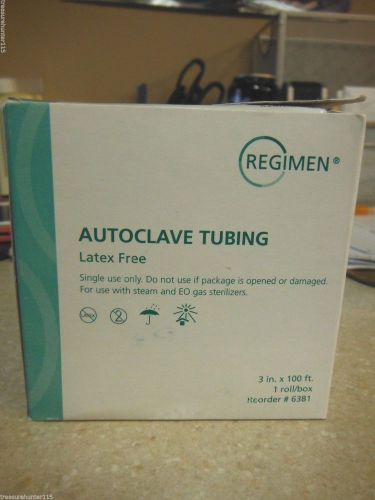 REGIMEN®
AUTOCLAVE TUBING
Latex Free
Single use only. Do not use if package is opened or damaged.
For use with steam and EO gas sterilizers.
2
3 in. x 100 ft.
1 roll/box
Reorder # 6381
treasurehunter115
treasurehunter115